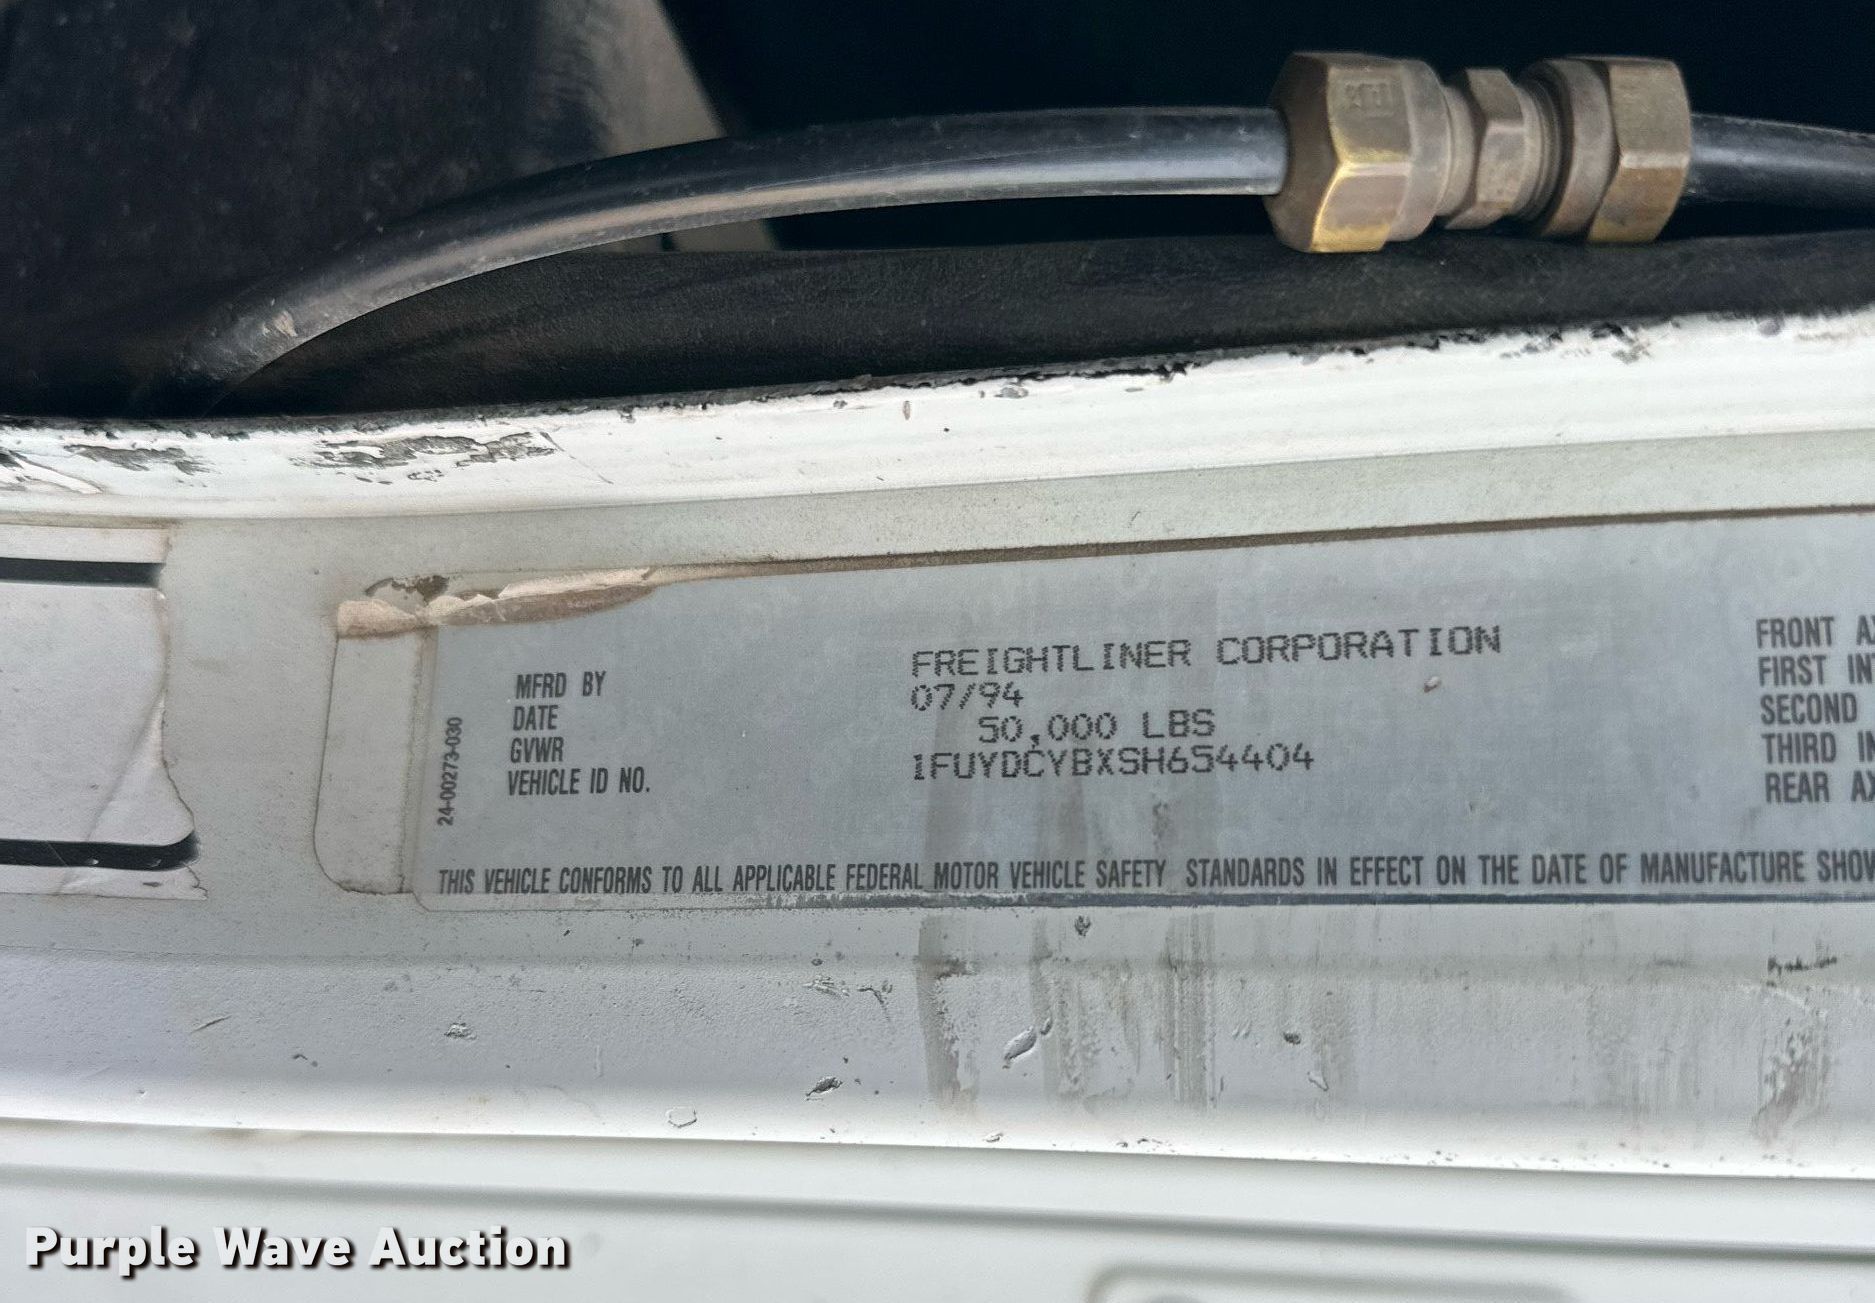 MFRD BY FREIGHTLINER CORPORATION
DATE 07/94
GVWR 50,000 LBS
VEHICLE ID NO. 1FUYDCYBXSH654404
24-00273-030
FRONT
FIRST
SECOND
THIRD
REAR
THIS VEHICLE CONFORMS TO ALL APPLICABLE FEDERAL MOTOR VEHICLE SAFETY STANDARDS IN EFFECT ON THE DATE OF MANUFACTURE
Purple Wave Auction